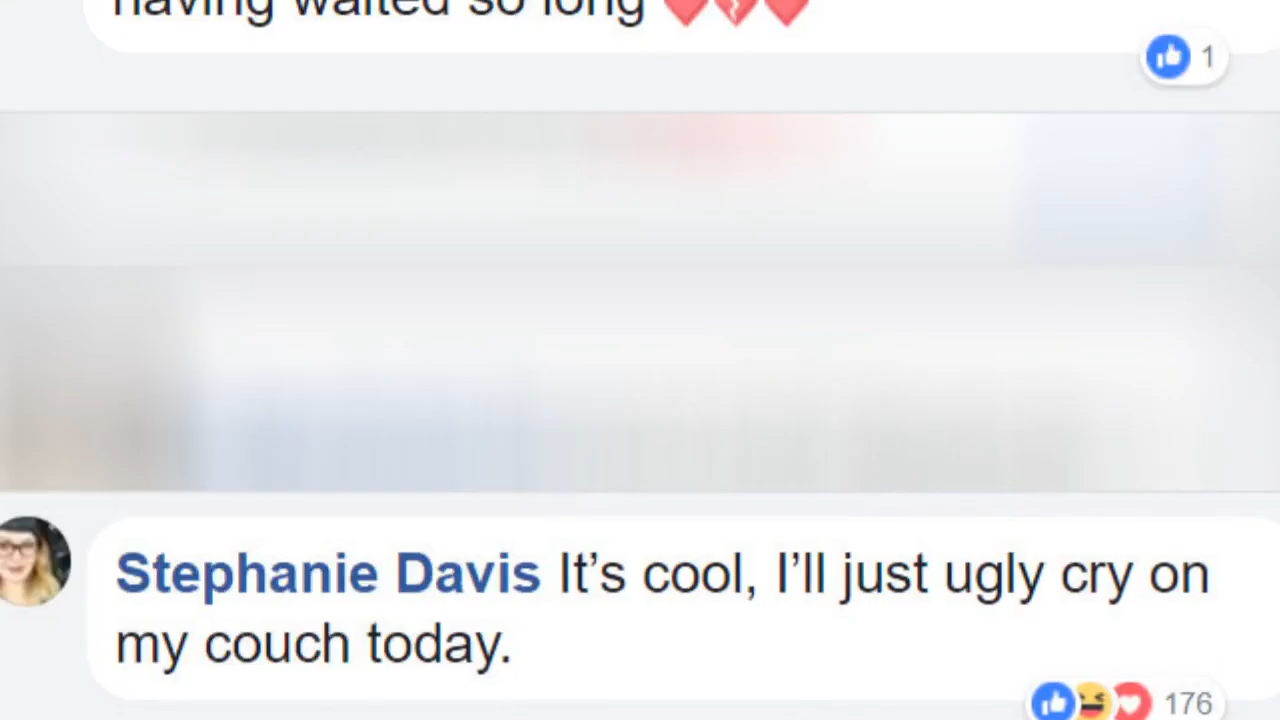 having waited so long ❤️💔❤️
1
Stephanie Davis It’s cool, I’ll just ugly cry on
my couch today.
176